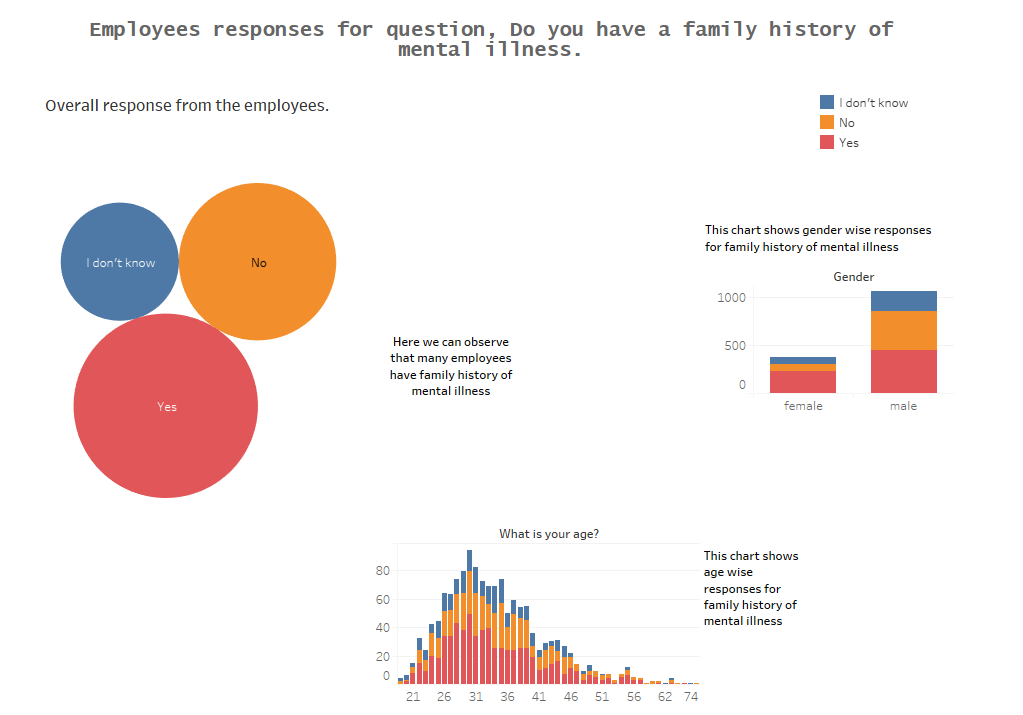 Employees responses for question, Do you have a family history of
mental illness.
Overall response from the employees.
I don't know
No
Yes
I don't know
No
Yes
This chart shows gender wise responses
for family history of mental illness
Gender
1000
500
0
female
male
Here we can observe
that many employees
have family history of
mental illness
What is your age?
80
60
40
20
0
21 26 31 36 41 46 51 56 62 74
This chart shows
age wise
responses for
family history of
mental illness